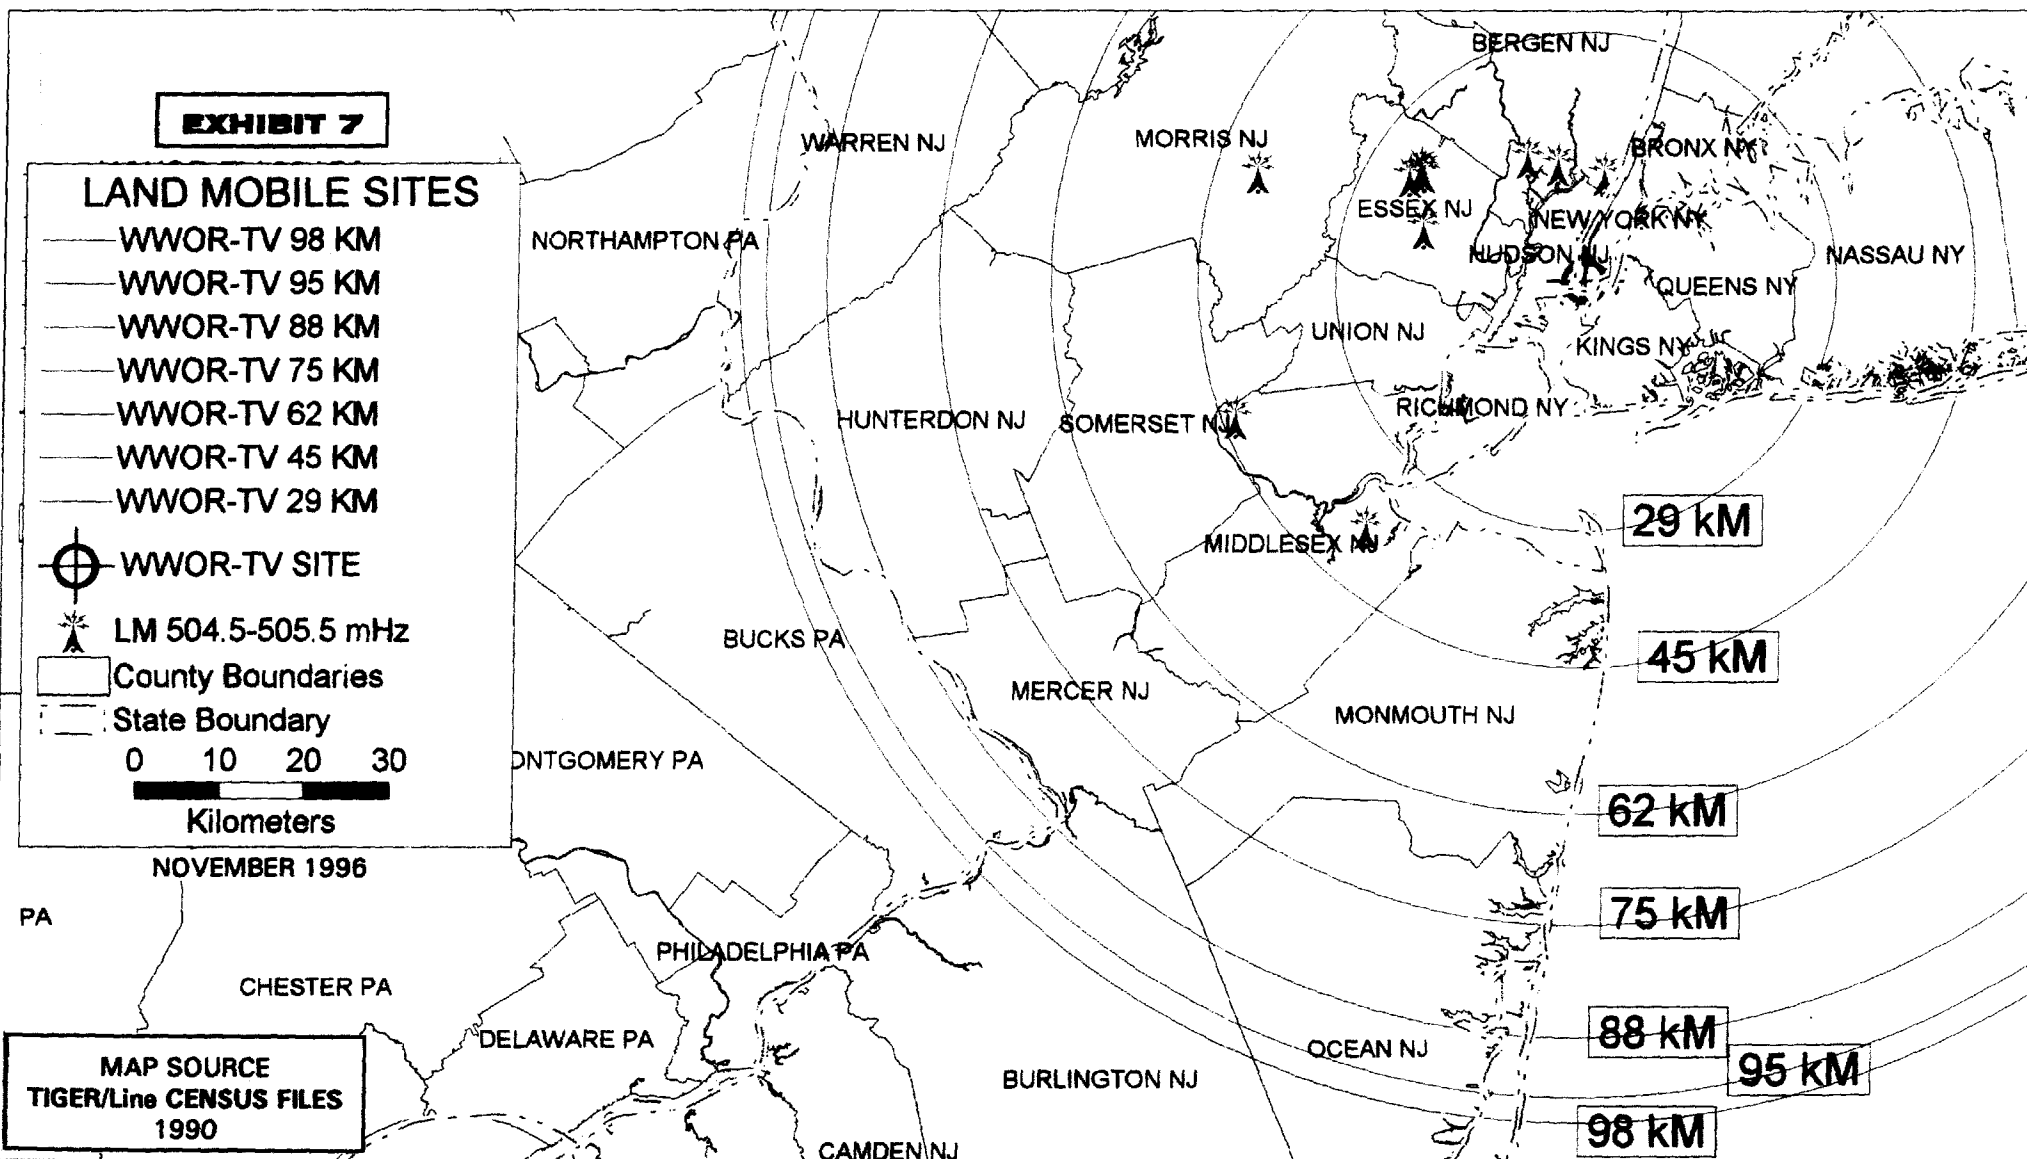 EXHIBIT 7
LAND MOBILE SITES
WWOR-TV 98 KM
WWOR-TV 95 KM
WWOR-TV 88 KM
WWOR-TV 75 KM
WWOR-TV 62 KM
WWOR-TV 45 KM
WWOR-TV 29 KM
WWOR-TV SITE
LM 504.5-505.5 mHz
County Boundaries
State Boundary
0 10 20 30
Kilometers
NOVEMBER 1996
BERGEN NJ
WARREN NJ
MORRIS NJ
BRONX NY
ESSEX NJ
NEW YORK NY
NORTHAMPTON PA
HUDSON NJ
NASSAU NY
QUEENS NY
UNION NJ
KINGS NY
HUNTERDON NJ
SOMERSET NJ
RICHMOND NY
29 kM
MIDDLESEX NJ
BUCKS PA
45 kM
MERCER NJ
MONMOUTH NJ
ONTGOMERY PA
62 kM
PA
75 kM
PHILADELPHIA PA
CHESTER PA
DELAWARE PA
88 kM
OCEAN NJ
95 kM
BURLINGTON NJ
98 kM
CAMDEN NJ
MAP SOURCE
TIGER/Line CENSUS FILES
1990